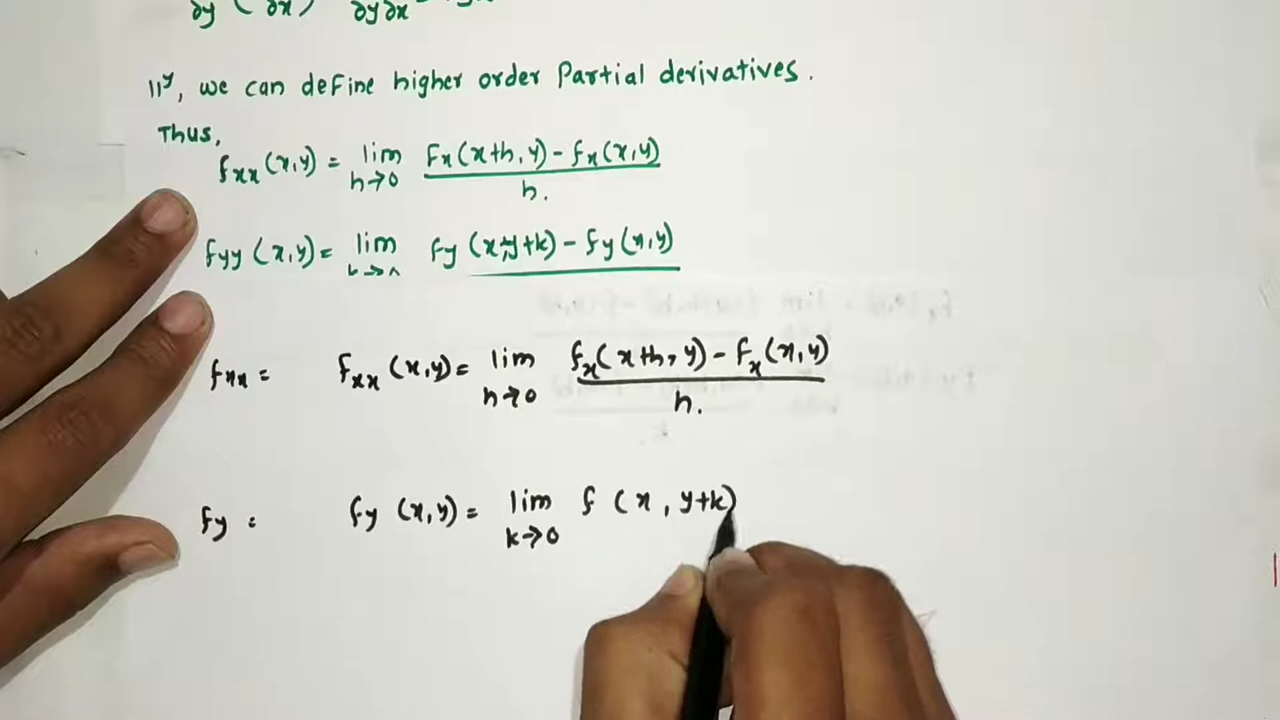 ∂y ( ∂x ) ∂y∂x
111y, we can define higher order Partial derivatives.
Thus,
fxx (x,y) = lim h→0 Fx(x+h, y) - fx(x,y) / h.
fyy (x,y) = lim fy (x,y+k) - fy(x,y)
fxx = fxx (x,y) = lim h→0 fx(x+h, y) - fx(x,y) / h.
fy = fy (x,y) = lim k→0 f (x, y+k)